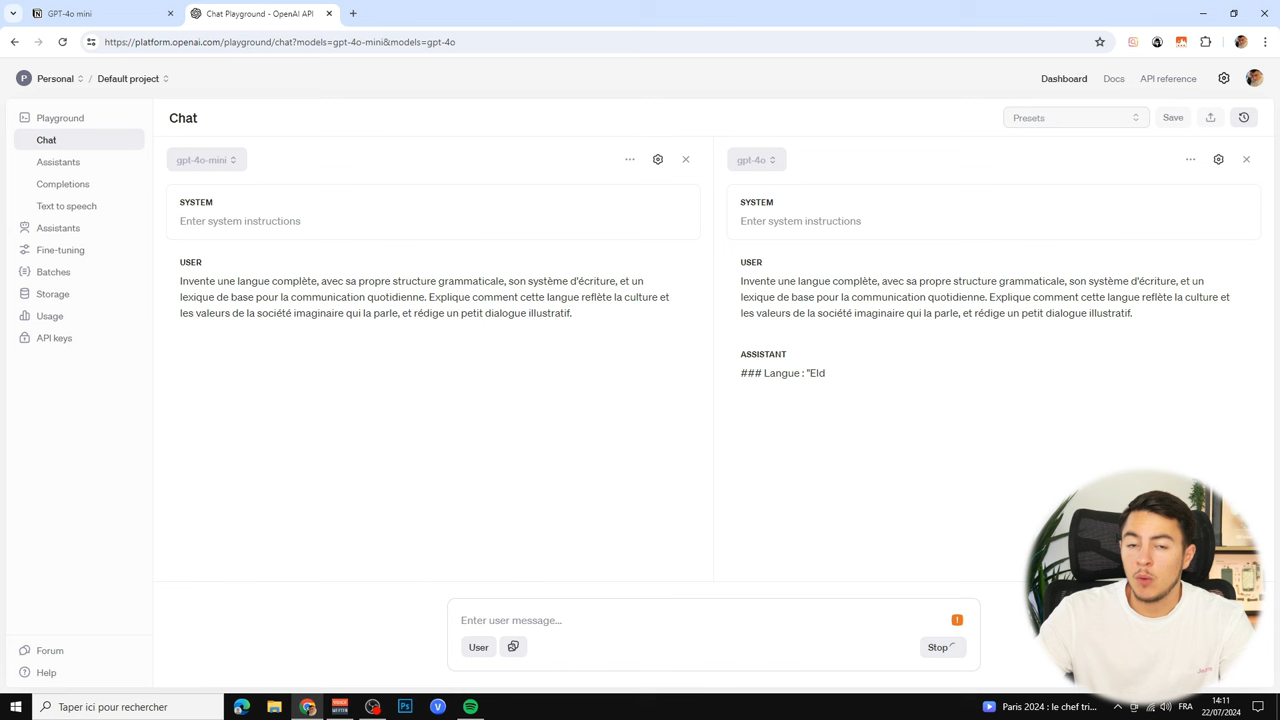 GPT-4o mini
Chat Playground - OpenAI API
https://platform.openai.com/playground/chat?models=gpt-4o-mini&models=gpt-4o
P Personal / Default project
Dashboard Docs API reference
Playground
Chat
Assistants
Completions
Text to speech
Assistants
Fine-tuning
Batches
Storage
Usage
API keys
Forum
Help
Chat
Presets
Save
gpt-4o-mini
SYSTEM
Enter system instructions
USER
Invente une langue complète, avec sa propre structure grammaticale, son système d'écriture, et un
lexique de base pour la communication quotidienne. Explique comment cette langue reflète la culture et
les valeurs de la société imaginaire qui la parle, et rédige un petit dialogue illustratif.
gpt-4o
SYSTEM
Enter system instructions
USER
Invente une langue complète, avec sa propre structure grammaticale, son système d'écriture, et un
lexique de base pour la communication quotidienne. Explique comment cette langue reflète la culture et
les valeurs de la société imaginaire qui la parle, et rédige un petit dialogue illustratif.
ASSISTANT
### Langue : "Eld
Enter user message...
User
Stop
Taper ici pour rechercher
Paris 2024 : le chef tri...
FRA
14:11
22/07/2024